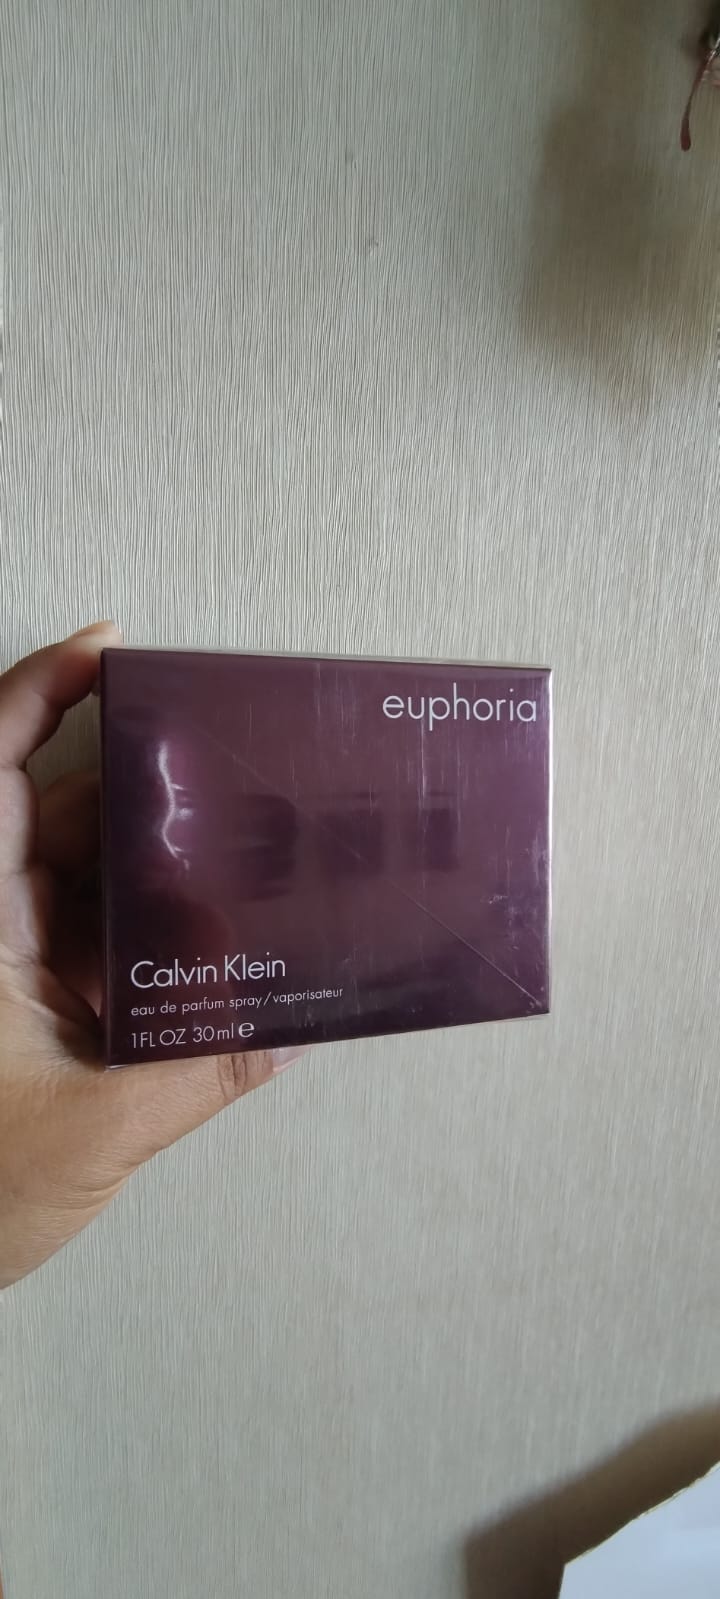 euphoria
Calvin Klein
eau de parfum spray/vaporisateur
1FL OZ 30ml ℮